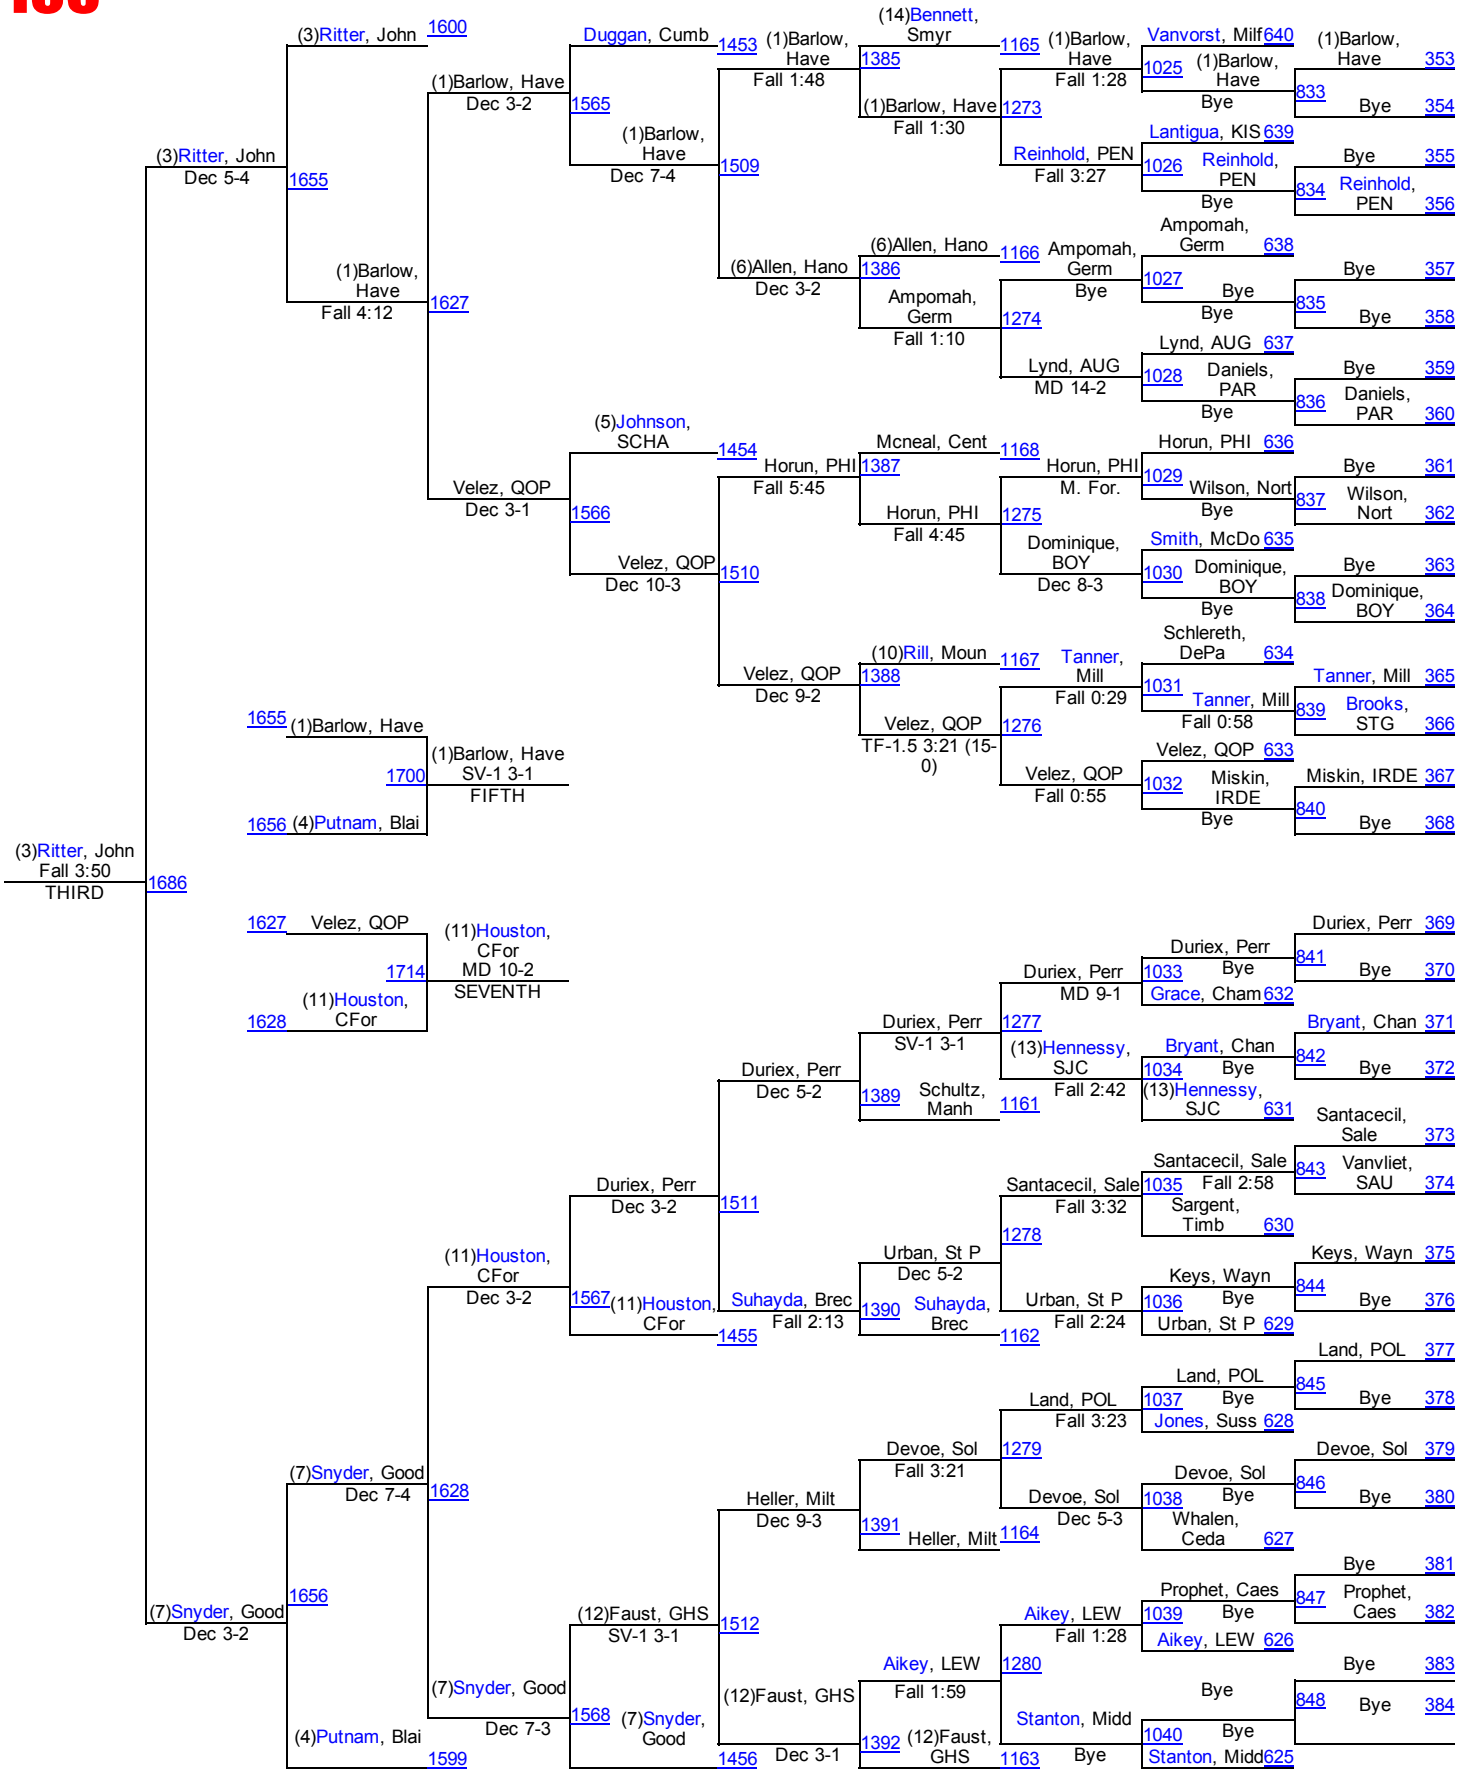 (14)Bennett,
(3)Ritter, John 1600
Duggan, Cumb 1453 (1)Barlow,
Smyr 1165 (1)Barlow,
Vanvorst, Milf 640 (1)Barlow,
Have 1385
Have
1025 (1)Barlow,
Have 353
Fall 1:48
Fall 1:28
Have 833
(1)Barlow, Have
Dec 3-2 1565
(1)Barlow, Have 1273
Bye
Bye 354
Fall 1:30
(1)Barlow,
Have
Lantigua, KIS 639
(3)Ritter, John
Dec 5-4 1655
Dec 7-4 1509
Reinhold, PEN
Fall 3:27
1026 Reinhold,
PEN
Bye 355
834 Reinhold,
PEN 356
Bye
Ampomah,
Germ 638
(6)Allen, Hano 1166 Ampomah,
Germ
(1)Barlow,
Have
(6)Allen, Hano 1386
Dec 3-2
1027 Bye
Bye 357
Bye
Ampomah,
Germ 1274
Bye
835 Bye 358
Fall 4:12 1627
Fall 1:10
Lynd, AUG 637
Lynd, AUG
MD 14-2
1028 Daniels,
PAR
Bye 359
836 Daniels,
PAR 360
Bye
(5)Johnson,
SCHA 1454
Mcneal, Cent 1168
Horun, PHI 636
Horun, PHI 1387
Fall 5:45
Horun, PHI
M. For.
1029 Wilson, Nort
Bye 361
Velez, QOP
Dec 3-1 1566
Horun, PHI 1275
Fall 4:45
Bye
837 Wilson,
Nort 362
Dominique,
BOY
Dec 8-3
Smith, McDo 635
Velez, QOP 1510
Dec 10-3
1030 Dominique,
BOY
Bye 363
838 Dominique,
BOY 364
Bye
Schlereth,
DePa 634
(10)Rill, Moun 1167 Tanner,
Mill
Velez, QOP 1388
Dec 9-2
Fall 0:29
1031 Tanner, Mill
Fall 0:58
Tanner, Mill 365
839 Brooks,
STG 366
1655 (1)Barlow, Have
Velez, QOP 1276
TF-1.5 3:21 (15-
0)
Velez, QOP 633
(1)Barlow, Have
1700 SV-1 3-1
FIFTH
Velez, QOP
Fall 0:55
1032 Miskin,
IRDE
Miskin, IRDE 367
Bye
840
Bye 368
1656 (4)Putnam, Blai
(3)Ritter, John
Fall 3:50
THIRD
1686
1627 Velez, QOP
(11)Houston,
CFor
1714 MD 10-2
SEVENTH
Duriex, Perr 369
Duriex, Perr 841
1033 Bye
Bye 370
Duriex, Perr
MD 9-1
Grace, Cham 632
1628 (11)Houston,
CFor
Duriex, Perr 1277
SV-1 3-1
Bryant, Chan 371
(13)Hennessy,
SJC
Fall 2:42
Bryant, Chan 842
1034 Bye
Bye 372
(13)Hennessy,
SJC 631
Duriex, Perr
Dec 5-2
1389 Schultz,
Manh 1161
Santacecil,
Sale 373
Santacecil, Sale 843 Vanvliet,
SAU 374
1035 Fall 2:58
Santacecil, Sale
Fall 3:32
Sargent,
Timb 630
Duriex, Perr
Dec 3-2
1511
1278
(11)Houston,
CFor
Dec 3-2
Urban, St P
Dec 5-2
Keys, Wayn 375
Keys, Wayn 844
1036 Bye
Bye 376
1567 (11)Houston,
CFor 1455
Suhayda, Brec
Fall 2:13
1390 Suhayda,
Brec 1162
Urban, St P
Fall 2:24
Urban, St P 629
Land, POL 377
Land, POL 845
1037 Bye
Bye 378
Land, POL
Fall 3:23
Jones, Suss 628
Devoe, Sol 1279
Fall 3:21
Devoe, Sol 379
(7)Snyder, Good
Dec 7-4 1628
Devoe, Sol 846
1038 Bye
Bye 380
Heller, Milt
Dec 9-3
Devoe, Sol
Dec 5-3
Whalen,
Ceda 627
1391 Heller, Milt 1164
Bye 381
(7)Snyder, Good 1656
Dec 3-2
(12)Faust, GHS 1512
SV-1 3-1
Aikey, LEW
Fall 1:28
Prophet, Caes 847 Prophet,
Caes 382
1039 Bye
Aikey, LEW 626
Aikey, LEW 1280
Fall 1:59
Bye 383
(7)Snyder, Good
Dec 7-3
1568 (7)Snyder,
Good 1456
(12)Faust, GHS
Dec 3-1
Bye 848 Bye 384
Stanton, Midd
Bye
1040 Bye
Stanton, Midd 625
1392 (12)Faust,
GHS 1163
(4)Putnam, Blai 1599